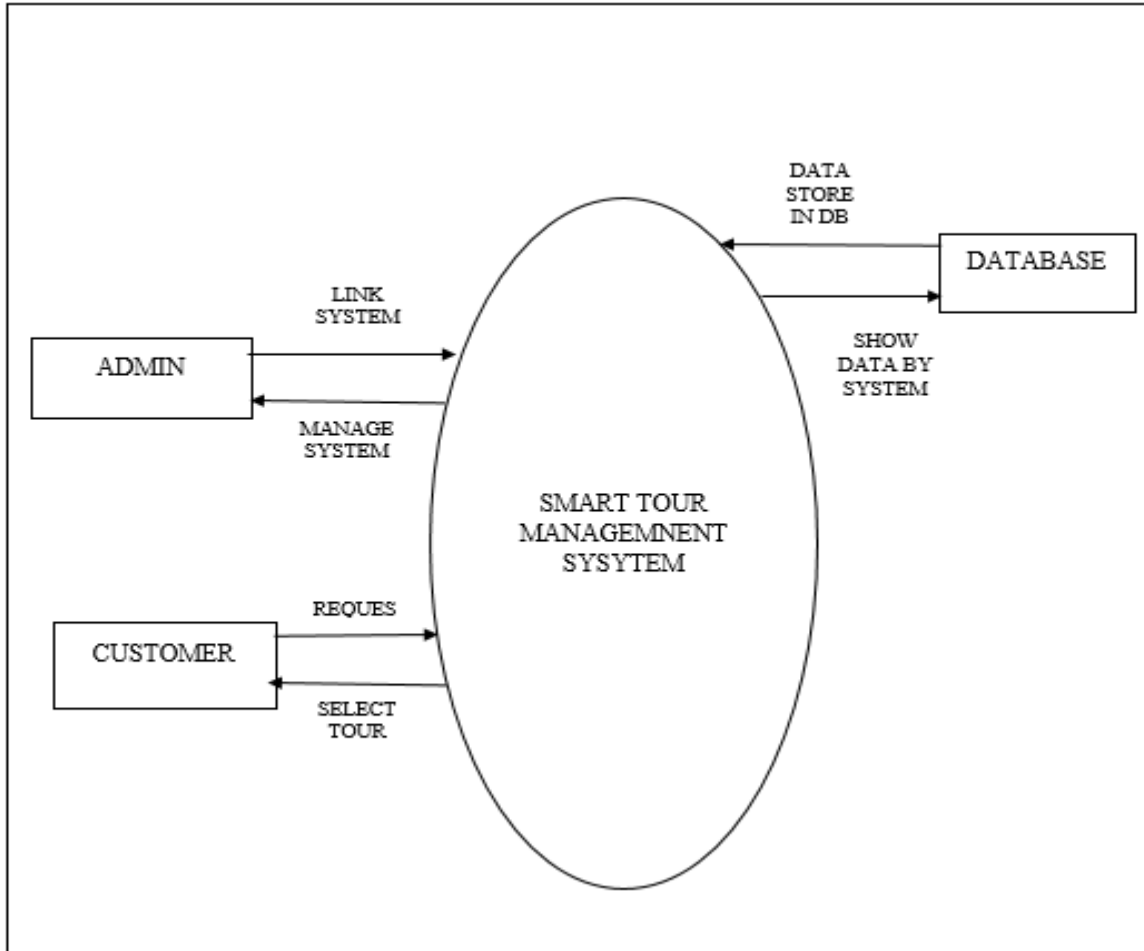 DATA
STORE
IN DB
DATABASE
LINK
SYSTEM
SHOW
DATA BY
SYSTEM
ADMIN
MANAGE
SYSTEM
SMART TOUR
MANAGEMNENT
SYSYTEM
REQUES
CUSTOMER
SELECT
TOUR